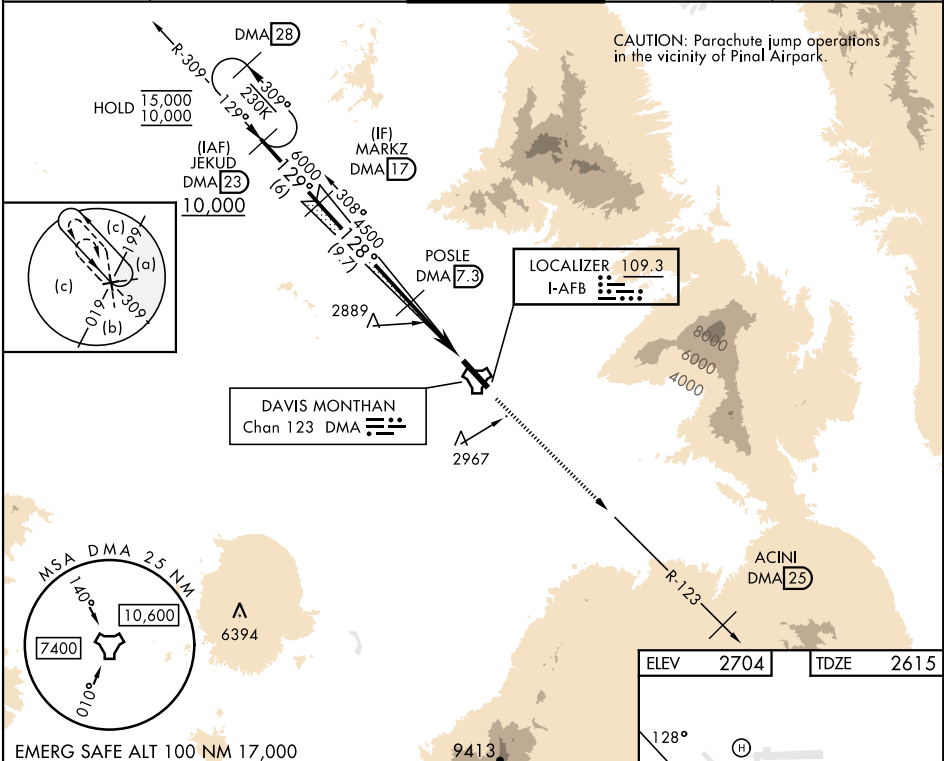 DMA 28
CAUTION: Parachute jump operations
in the vicinity of Pinal Airpark.
R-309
309°
230K
129°
HOLD 15,000
10,000
(IAF)
JEKUD
DMA 23
10,000
(IF)
MARKZ
DMA 17
6000
129°
(6)
308°
4500
128°
(9.7)
POSLE
DMA 7.3
LOCALIZER 109.3
I-AFB
2889
(c)
199
(a)
(c)
019
(b)
309
8000
6000
4000
DAVIS MONTHAN
Chan 123 DMA
2967
ACINI
DMA 25
R-123
MSA DMA 25 NM
140°
10,600
7400
010°
6394
ELEV 2704
TDZE 2615
128°
H
EMERG SAFE ALT 100 NM 17,000
9413